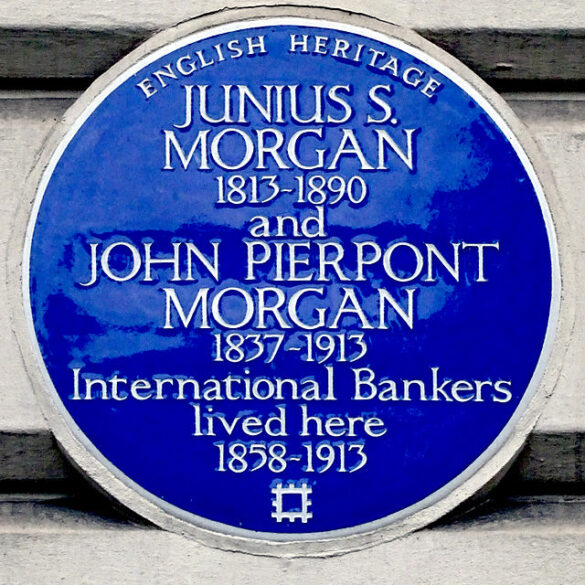 ENGLISH HERITAGE
JUNIUS S.
MORGAN
1813-1890
and
JOHN PIERPONT
MORGAN
1837-1913
International Bankers
lived here
1858-1913